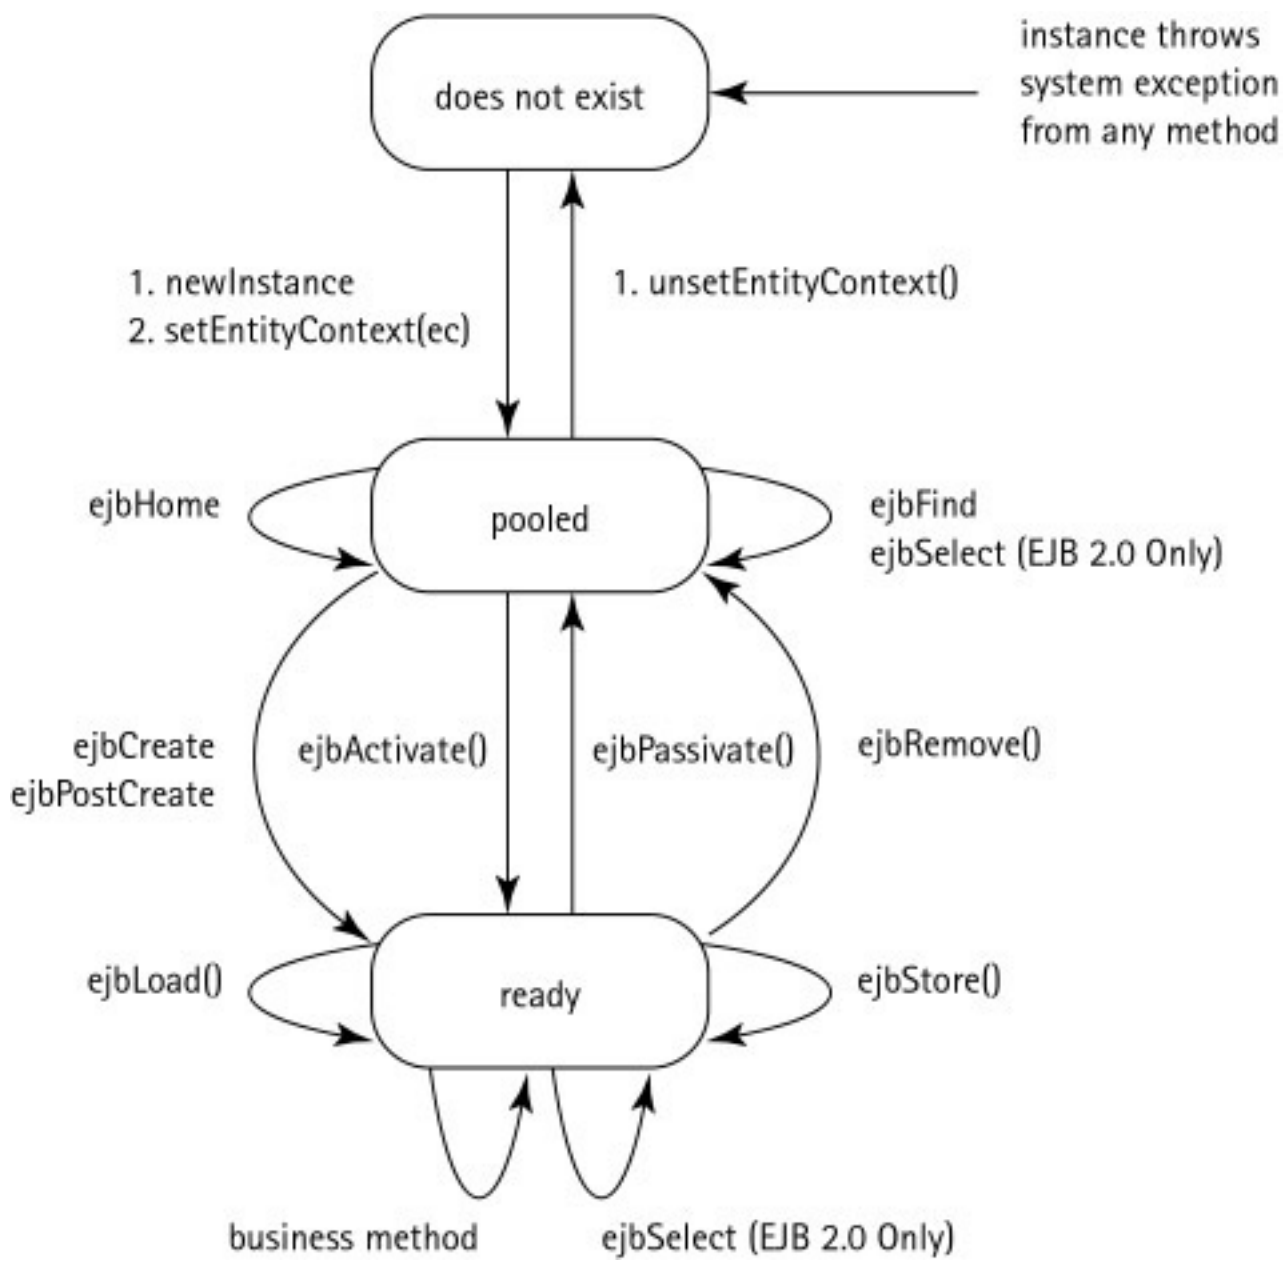 instance throws
system exception
from any method
does not exist
1. newInstance
2. setEntityContext(ec)
1. unsetEntityContext()
ejbHome
pooled
ejbFind
ejbSelect (EJB 2.0 Only)
ejbCreate
ejbPostCreate
ejbActivate()
ejbPassivate()
ejbRemove()
ejbLoad()
ready
ejbStore()
business method
ejbSelect (EJB 2.0 Only)